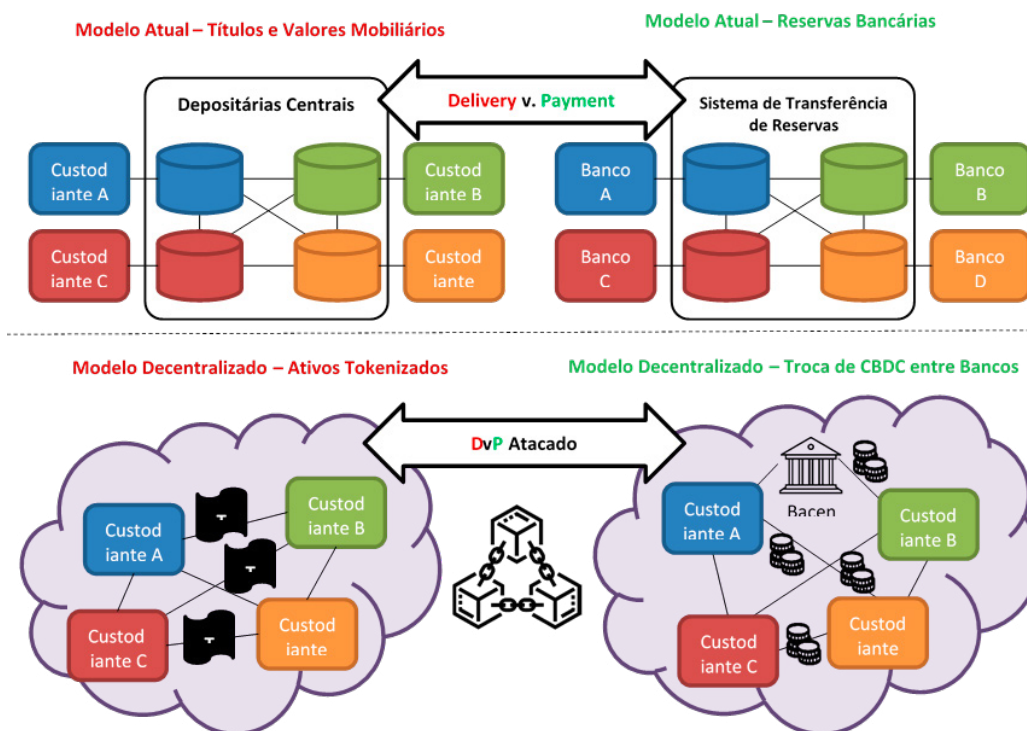 Modelo Atual – Títulos e Valores Mobiliários
Modelo Atual – Reservas Bancárias
Depositárias Centrais
Delivery v. Payment
Sistema de Transferência
de Reservas
Custod
iante A
Custod
iante B
Banco
A
Banco
B
Custod
iante C
Custod
iante
Banco
C
Banco
D
Modelo Decentralizado – Ativos Tokenizados
Modelo Decentralizado – Troca de CBDC entre Bancos
DvP Atacado
Custod
iante A
Custod
iante B
Custod
iante C
Custod
iante
Bacen
Custod
iante A
Custod
iante B
Custod
iante C
Custod
iante